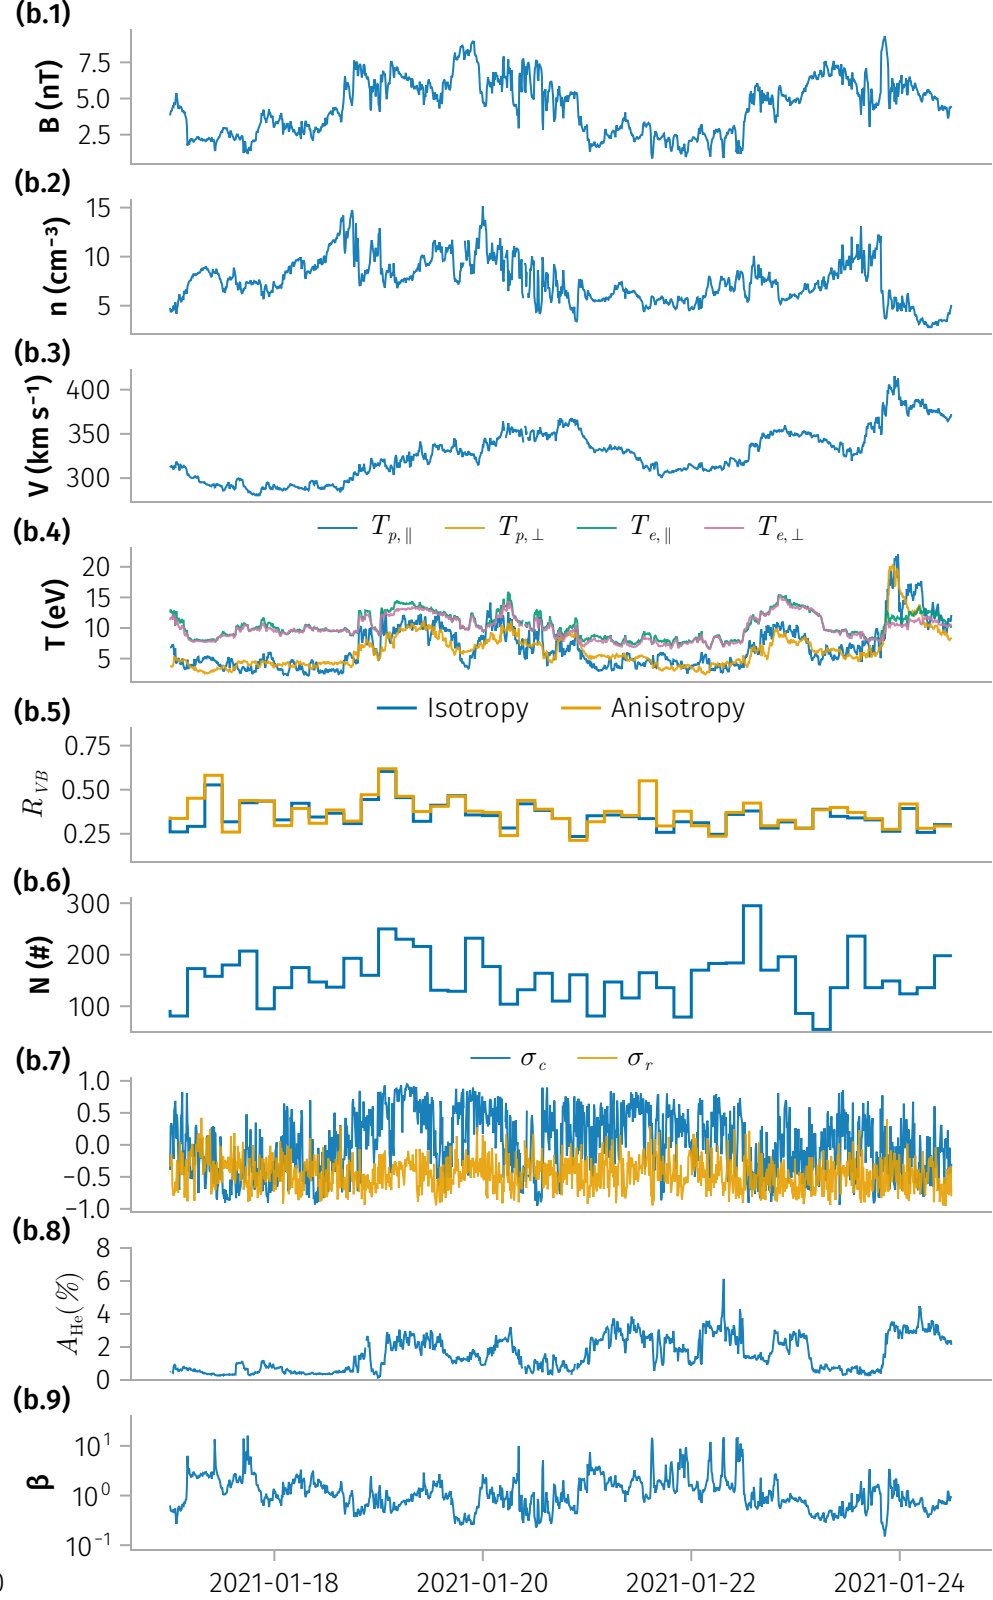 (b.1)
B (nT)
7.5
5.0
2.5
(b.2)
n (cm⁻³)
15
10
5
(b.3)
V (km s⁻¹)
400
350
300
(b.4)
T_{p,∥} T_{p,⊥} T_{e,∥} T_{e,⊥}
T (eV)
20
15
10
5
(b.5)
Isotropy Anisotropy
R_{VB}
0.75
0.50
0.25
(b.6)
N (#)
300
200
100
(b.7)
σ_c σ_r
1.0
0.5
0.0
−0.5
−1.0
(b.8)
A_{He}(%)
8
6
4
2
0
(b.9)
β
10¹
10⁰
10⁻¹
0 2021-01-18 2021-01-20 2021-01-22 2021-01-24